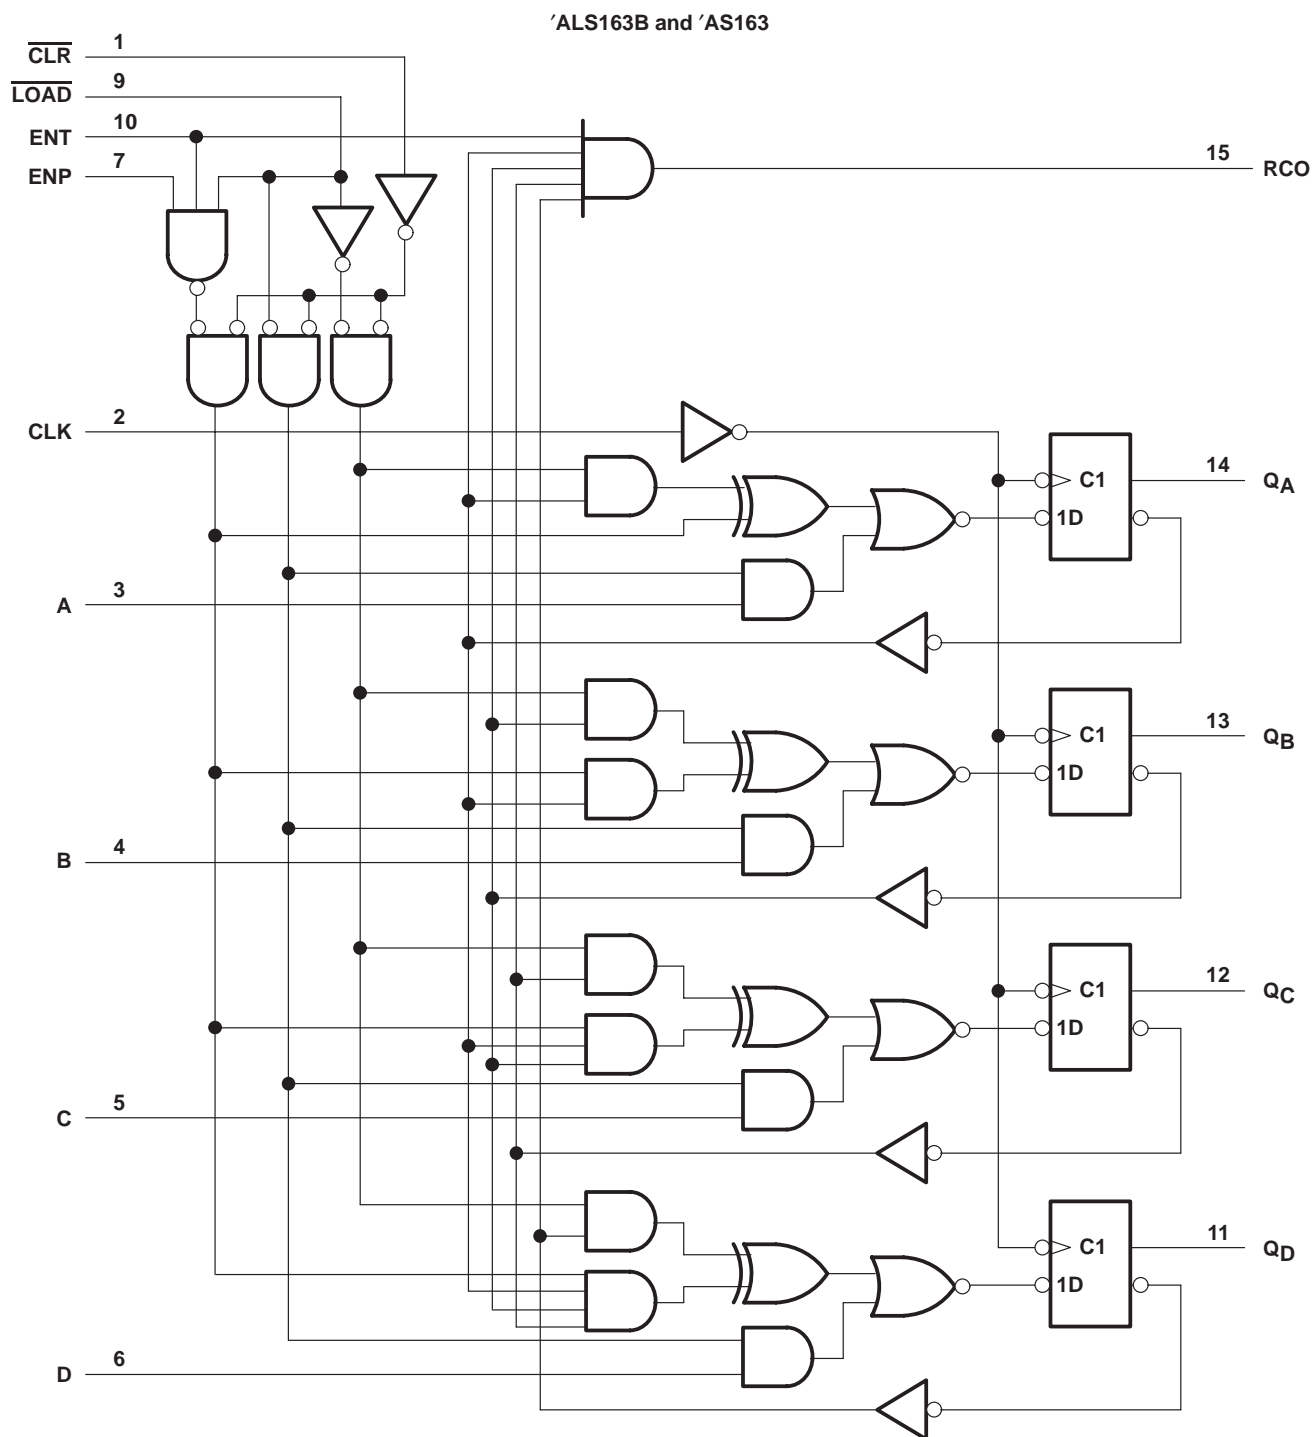 ′ALS163B and ′AS163
CLR 1
LOAD 9
ENT 10
ENP 7
15 RCO
CLK 2
C1 14 QA
1D
A 3
C1 13 QB
1D
B 4
C1 12 QC
1D
C 5
C1 11 QD
1D
D 6